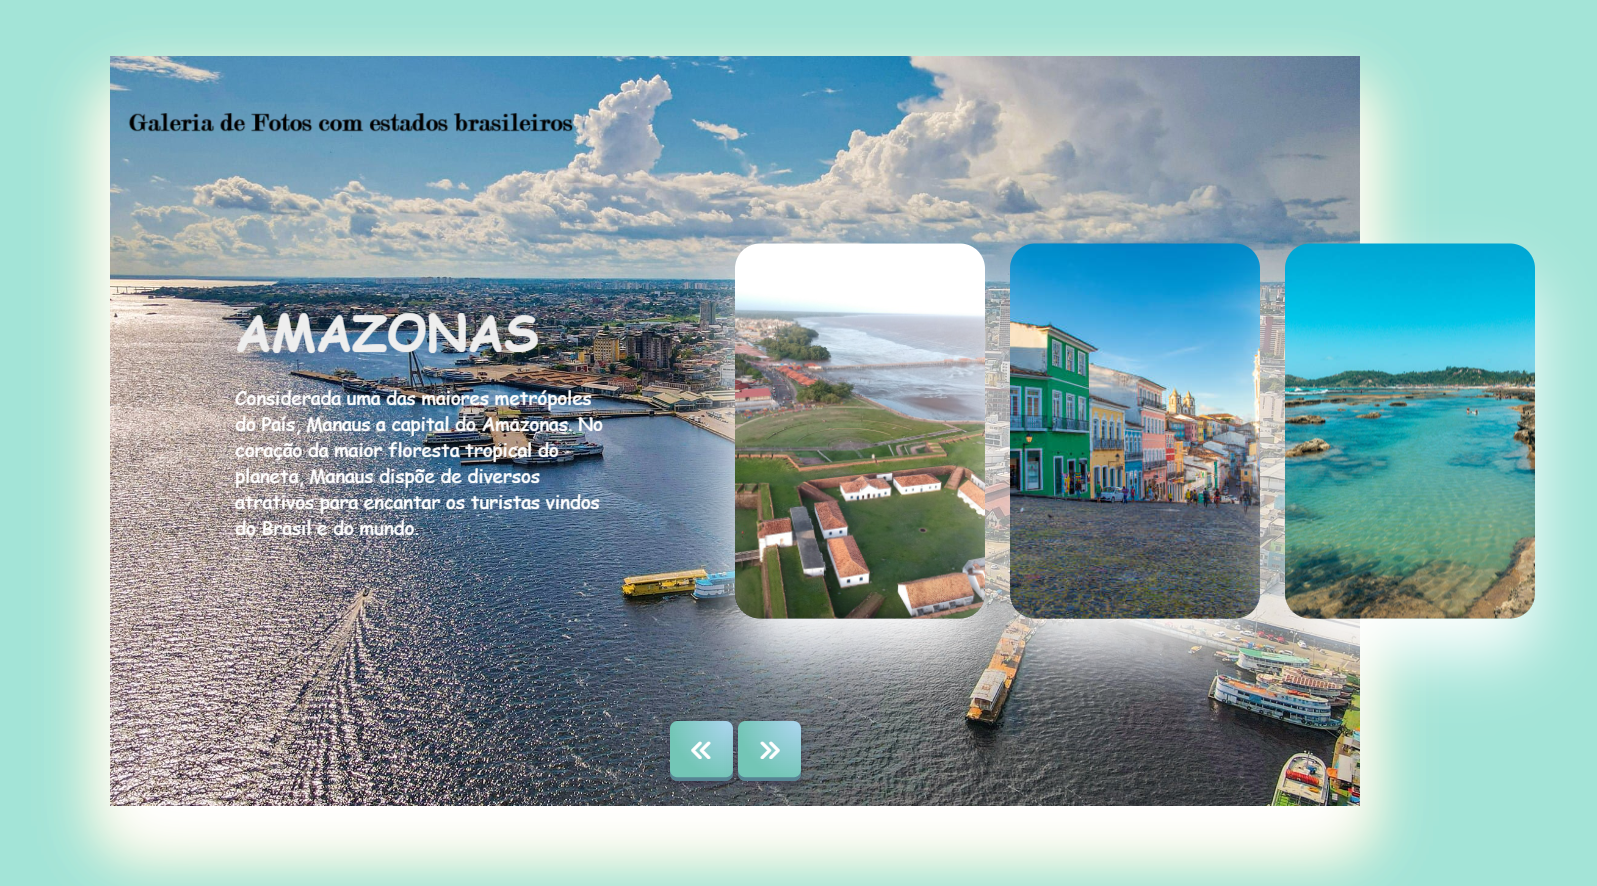 Galeria de Fotos com estados brasileiros
AMAZONAS
Considerada uma das maiores metrópoles
do País, Manaus a capital do Amazonas. No
coração da maior floresta tropical do
planeta, Manaus dispõe de diversos
atrativos para encantar os turistas vindos
do Brasil e do mundo.